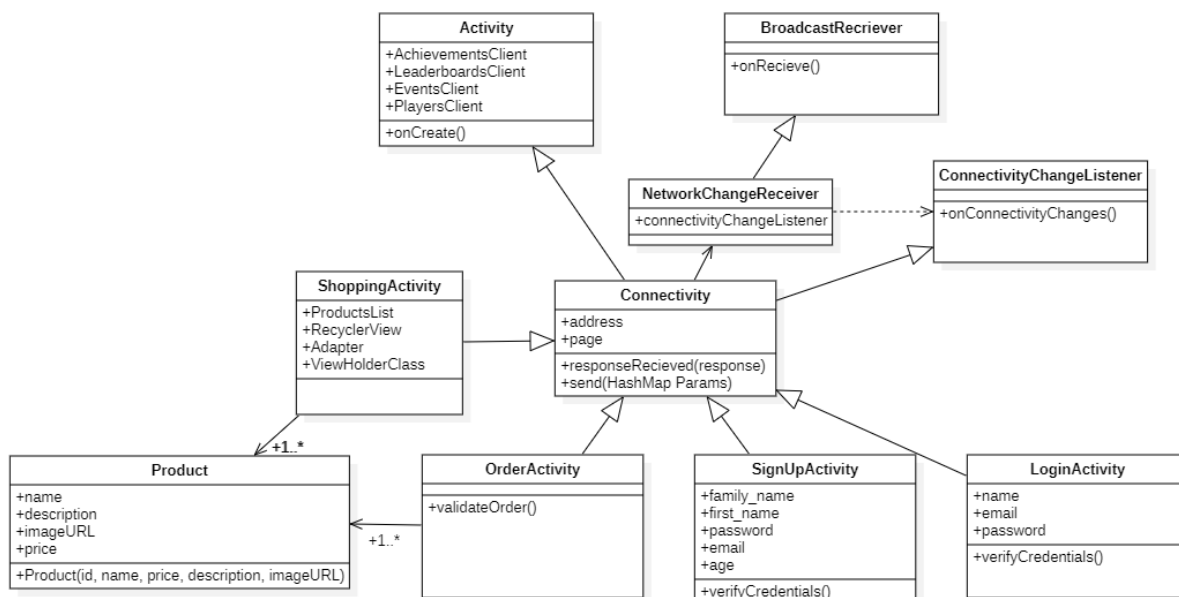 Activity
+AchievementsClient
+LeaderboardsClient
+EventsClient
+PlayersClient
+onCreate()
BroadcastRecriever
+onRecieve()
NetworkChangeReceiver
+connectivityChangeListener
ConnectivityChangeListener
+onConnectivityChanges()
ShoppingActivity
+ProductsList
+RecyclerView
+Adapter
+ViewHolderClass
Connectivity
+address
+page
+responseRecieved(response)
+send(HashMap Params)
+1..*
Product
+name
+description
+imageURL
+price
+Product(id, name, price, description, imageURL)
+1..*
OrderActivity
+validateOrder()
SignUpActivity
+family_name
+first_name
+password
+email
+age
+verifyCredentials()
LoginActivity
+name
+email
+password
+verifyCredentials()